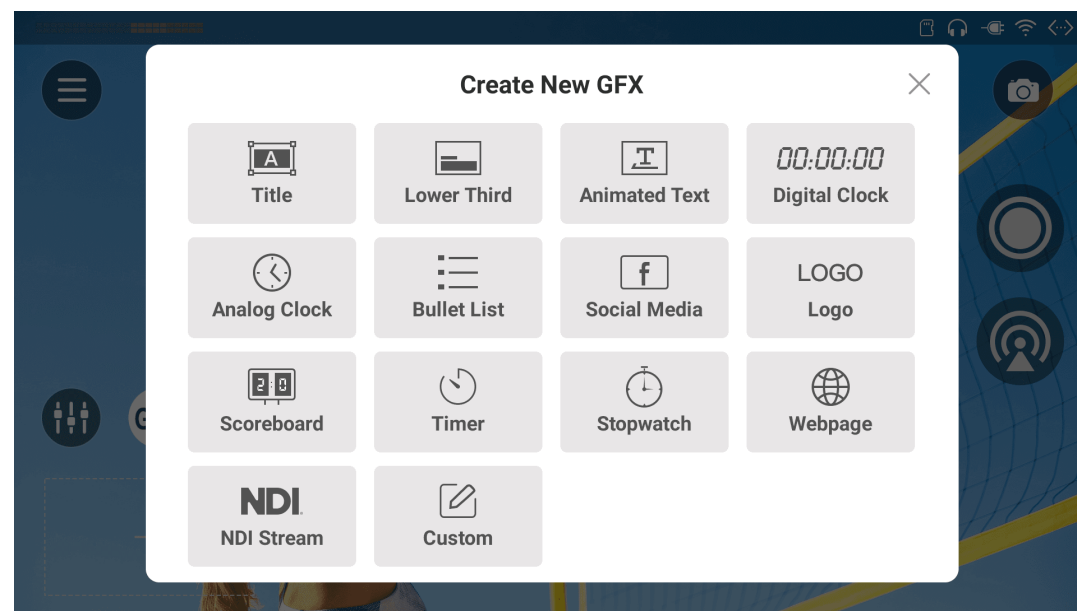 Create New GFX
A
Title
Lower Third
T
Animated Text
00:00:00
Digital Clock
Analog Clock
Bullet List
f
Social Media
LOGO
Logo
2:0
Scoreboard
Timer
Stopwatch
Webpage
NDI.
NDI Stream
Custom
G